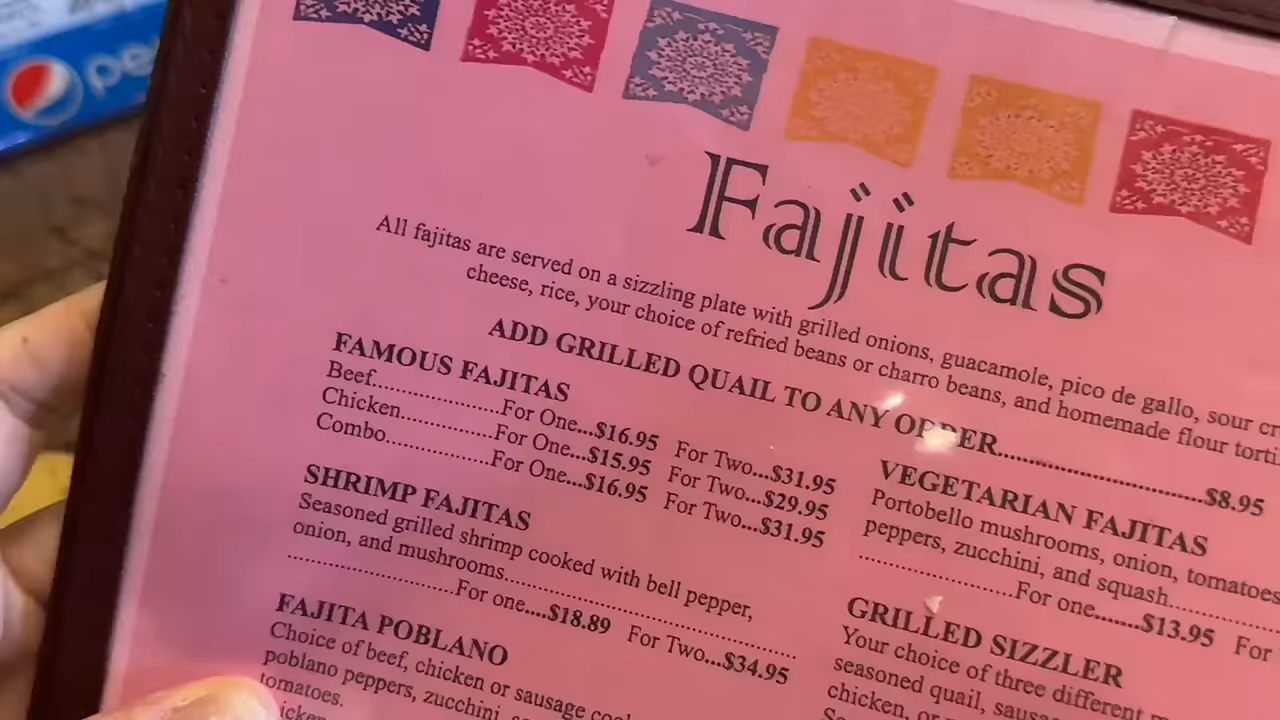 Fajitas
All fajitas are served on a sizzling plate with grilled onions, guacamole, pico de gallo, sour
cheese, rice, your choice of refried beans or charro beans, and homemade flour
ADD GRILLED QUAIL TO ANY ORDER..............................$8.95
FAMOUS FAJITAS
Beef....................For One...$16.95 For Two...$31.95
Chicken...............For One...$15.95 For Two...$29.95
Combo.................For One...$16.95 For Two...$31.95
SHRIMP FAJITAS
Seasoned grilled shrimp cooked with bell pepper,
onion, and mushrooms..............................................
...........................For one....$18.89 For Two...$34.95
FAJITA POBLANO
Choice of beef, chicken or sausage
poblano peppers, zucchini,
tomatoes.
VEGETARIAN FAJITAS
Portobello mushrooms, onion, tomatoes
peppers, zucchini, and squash..................
.........................For one.......$13.95 For
GRILLED SIZZLER
Your choice of three different
seasoned quail,
chicken, or